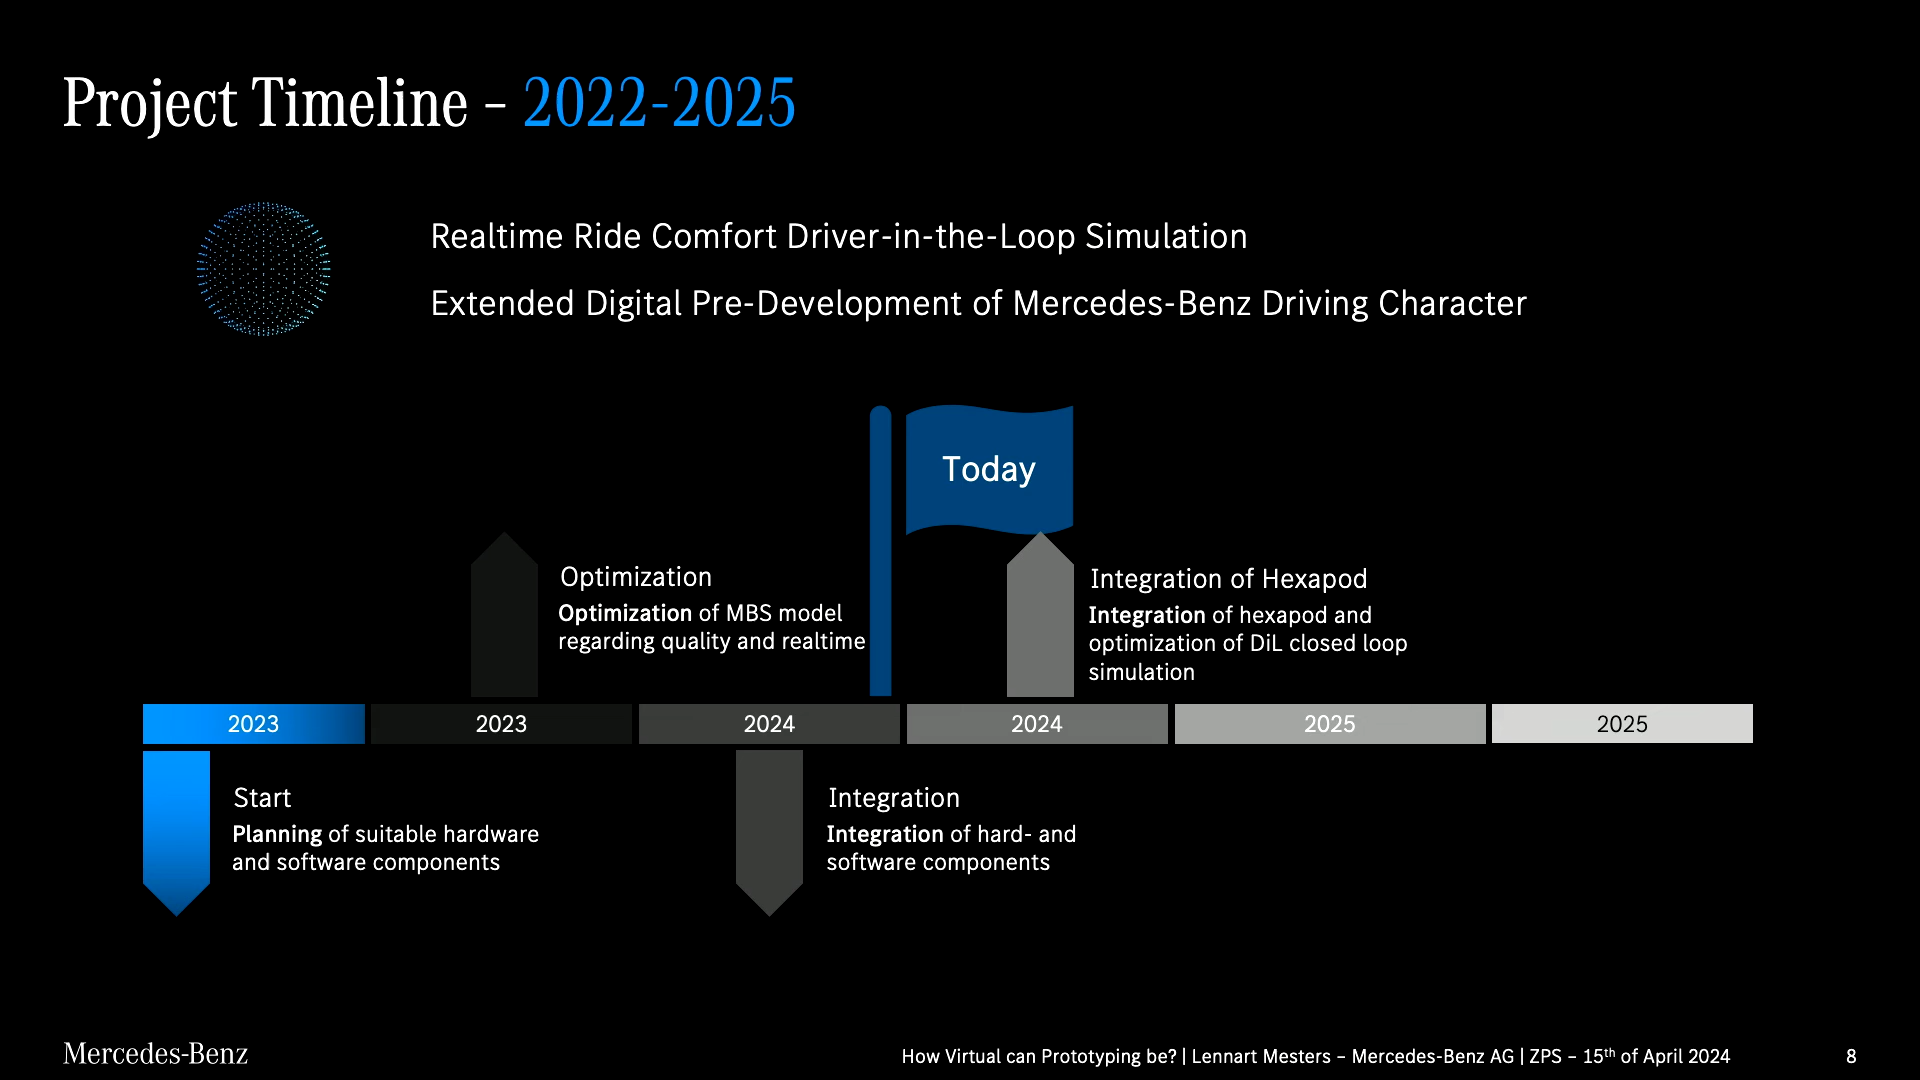 Project Timeline – 2022-2025
Realtime Ride Comfort Driver-in-the-Loop Simulation
Extended Digital Pre-Development of Mercedes-Benz Driving Character
Today
Optimization
Optimization of MBS model
regarding quality and realtime
Integration of Hexapod
Integration of hexapod and
optimization of DiL closed loop
simulation
2023
2023
2024
2024
2025
2025
Start
Planning of suitable hardware
and software components
Integration
Integration of hard- and
software components
Mercedes-Benz
How Virtual can Prototyping be? | Lennart Mesters – Mercedes-Benz AG | ZPS – 15th of April 2024
8